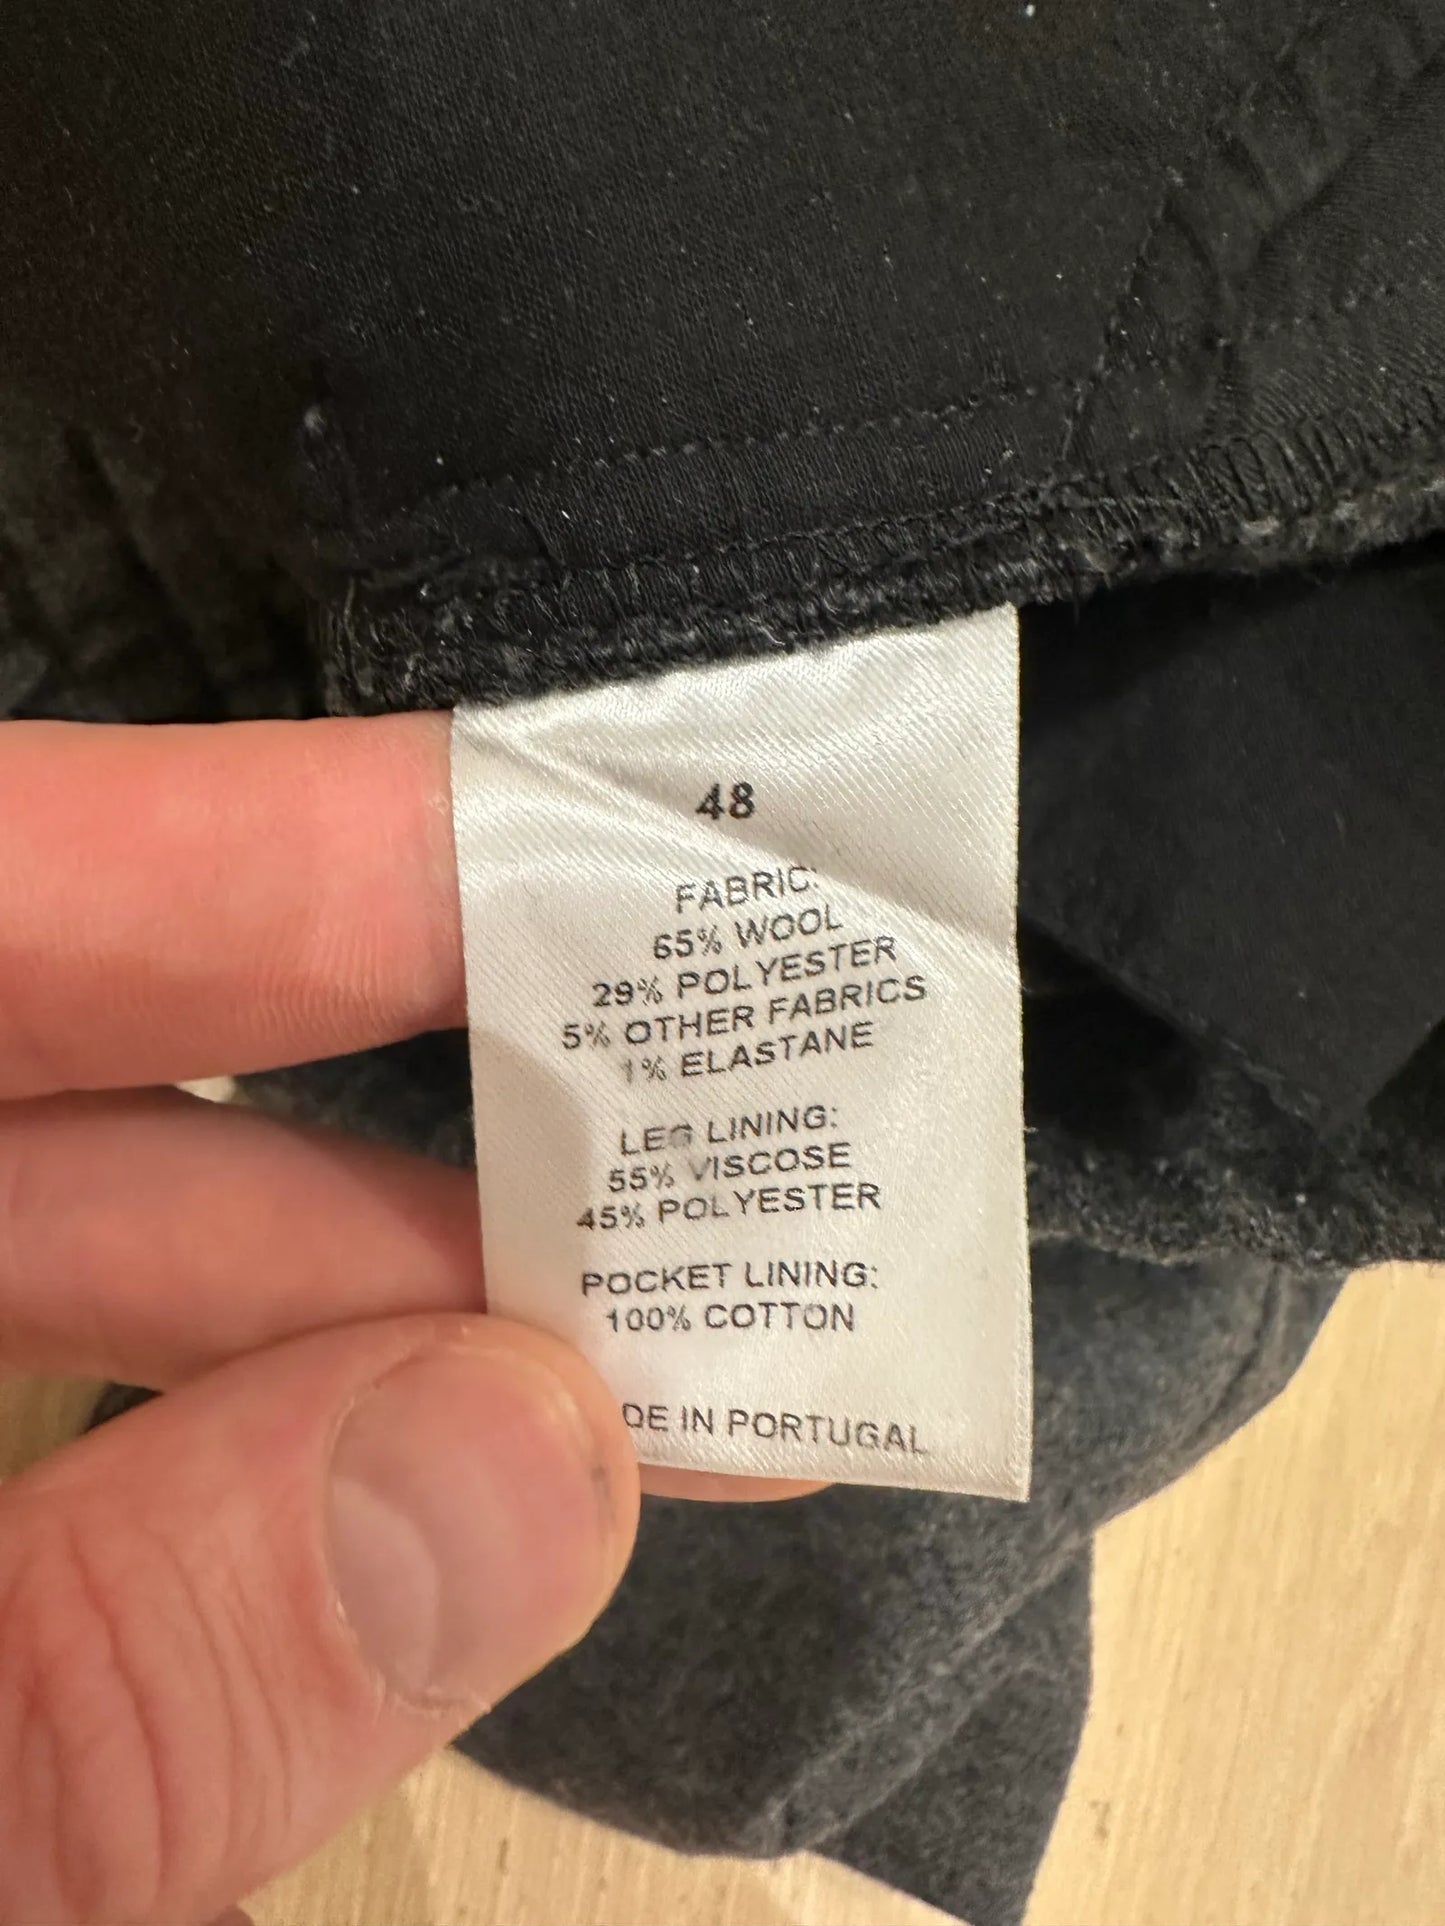 48
FABRIC:
65% WOOL
29% POLYESTER
5% OTHER FABRICS
1% ELASTANE
LEG LINING:
55% VISCOSE
45% POLYESTER
POCKET LINING:
100% COTTON
DE IN PORTUGAL